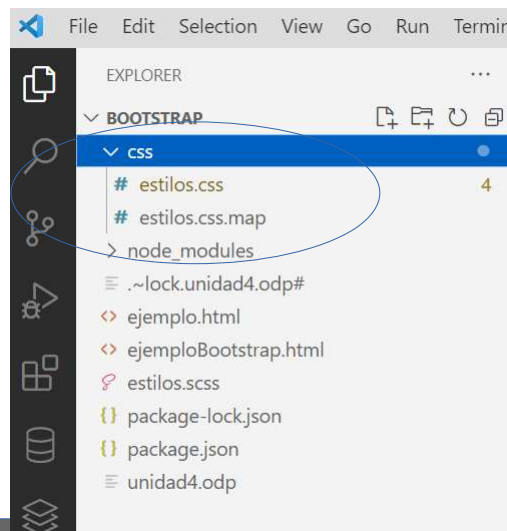 File Edit Selection View Go Run Termin
EXPLORER ...
BOOTSTRAP
css
# estilos.css 4
# estilos.css.map
node_modules
.~lock.unidad4.odp#
<> ejemplo.html
<> ejemploBootstrap.html
estilos.scss
{} package-lock.json
{} package.json
unidad4.odp